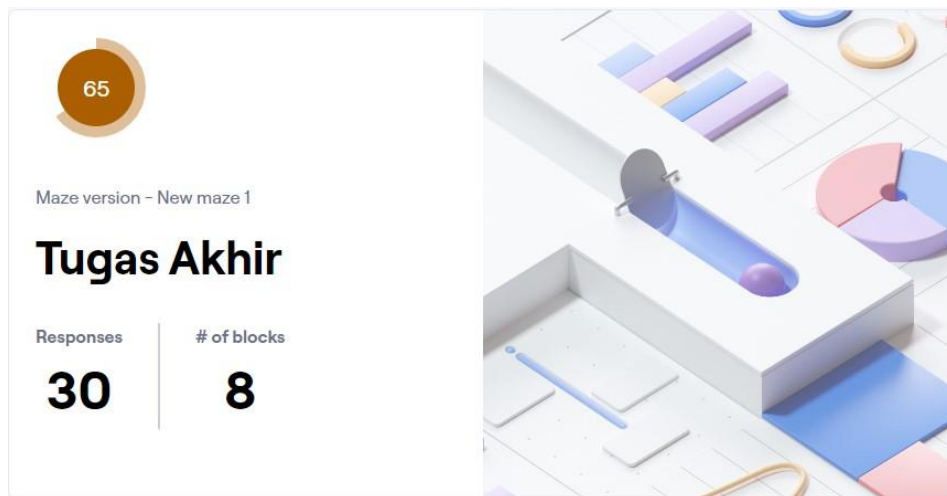 65
Maze version - New maze 1
Tugas Akhir
Responses
# of blocks
30
8